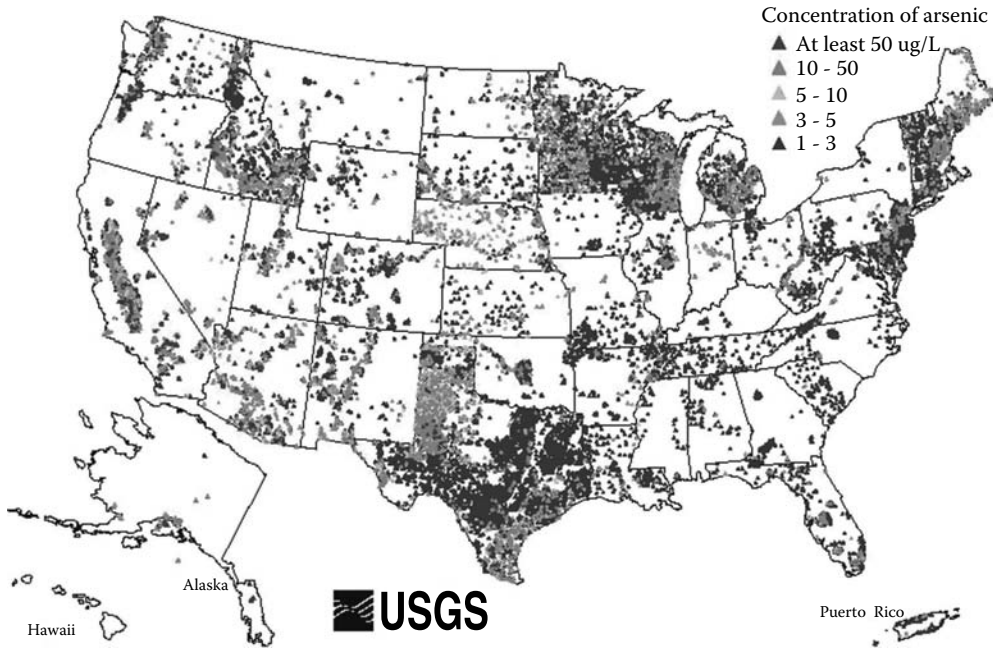 Concentration of arsenic
At least 50 ug/L
10 - 50
5 - 10
3 - 5
1 - 3
Alaska
Hawaii
USGS
Puerto Rico